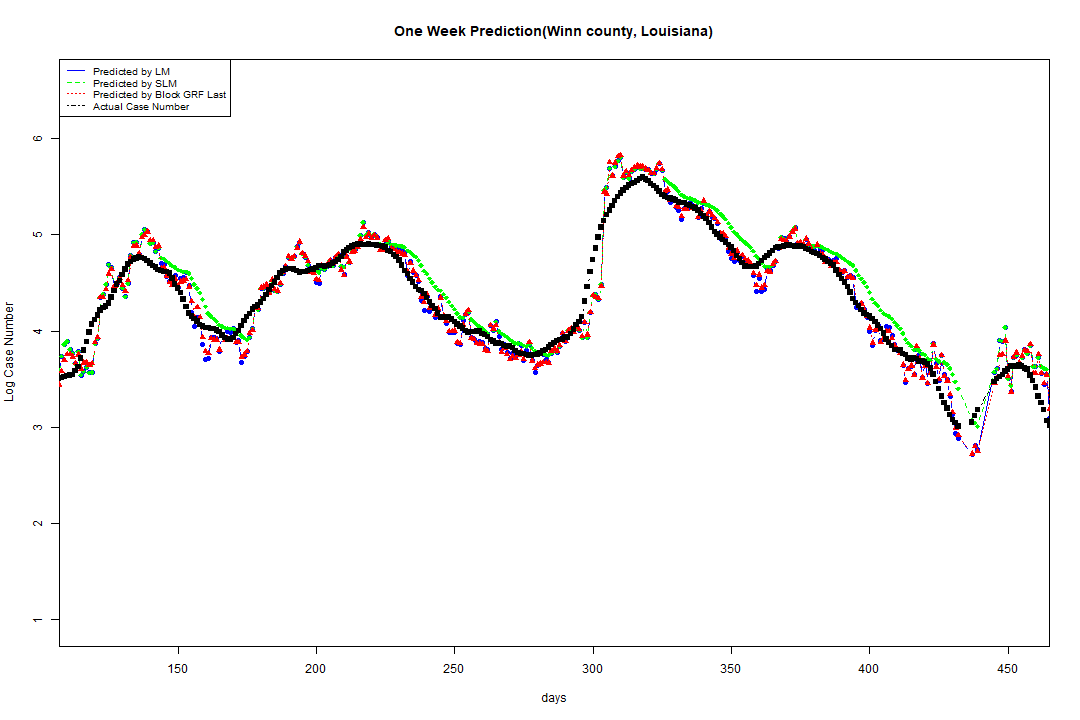 One Week Prediction(Winn county, Louisiana)
Predicted by LM
Predicted by SLM
Predicted by Block GRF Last
Actual Case Number
Log Case Number
6
5
4
3
2
1
150 200 250 300 350 400 450
days